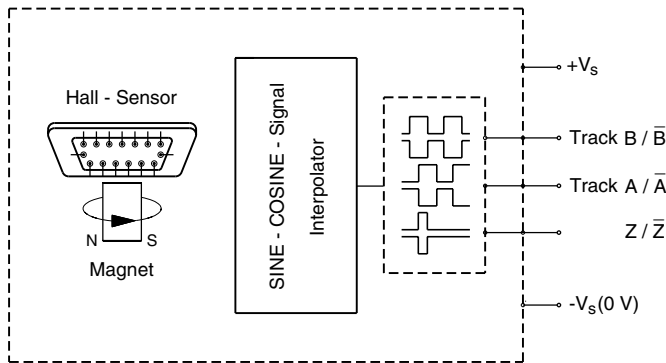 Hall - Sensor
N S
Magnet
SINE - COSINE - Signal
Interpolator
+Vs
Track B / B̅
Track A / A̅
Z / Z̅
-Vs (0 V)